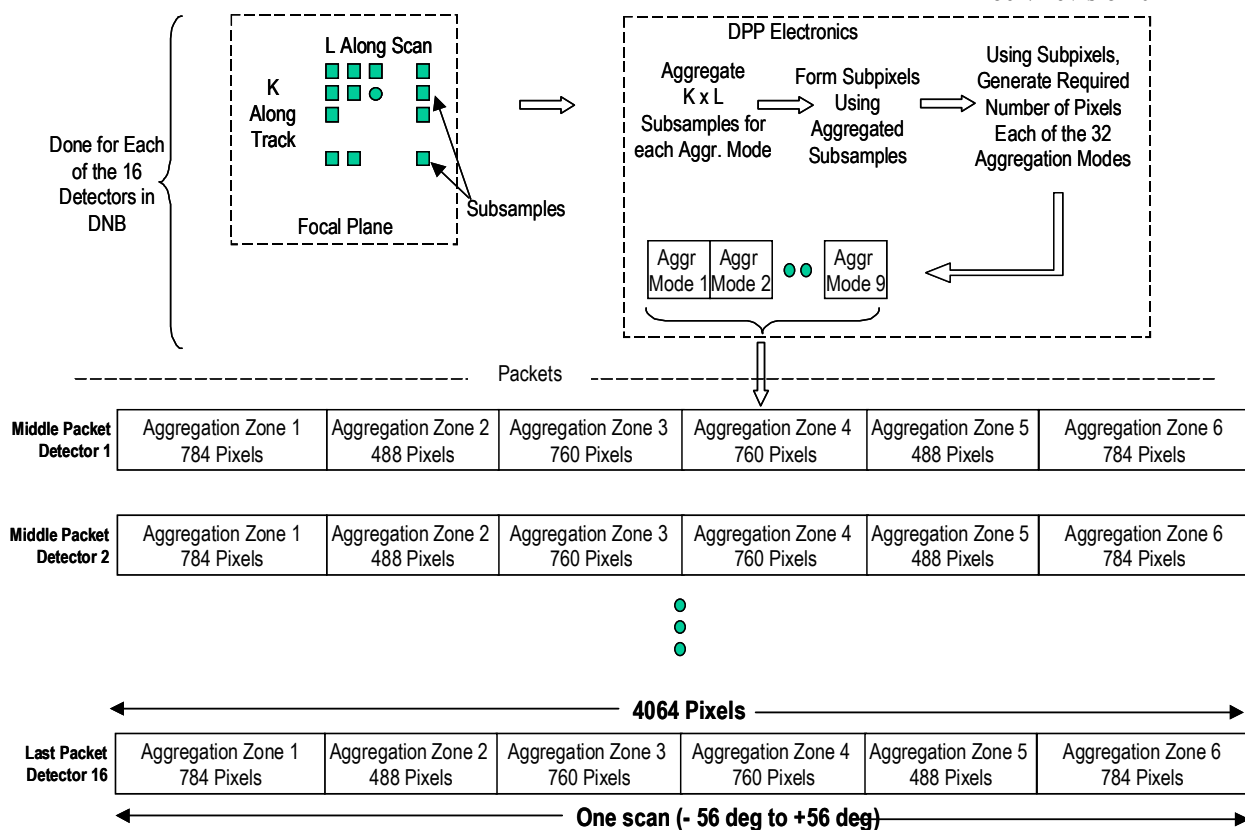 DPP Electronics
L Along Scan
K
Along
Track
Aggregate
K x L
Subsamples for
each Aggr. Mode
Form Subpixels
Using
Aggregated
Subsamples
Using Subpixels,
Generate Required
Number of Pixels
Each of the 32
Aggregation Modes
Done for Each
of the 16
Detectors in
DNB
Subsamples
Focal Plane
Aggr
Mode 1
Aggr
Mode 2
Aggr
Mode 9
Packets
Middle Packet
Detector 1
Aggregation Zone 1
784 Pixels
Aggregation Zone 2
488 Pixels
Aggregation Zone 3
760 Pixels
Aggregation Zone 4
760 Pixels
Aggregation Zone 5
488 Pixels
Aggregation Zone 6
784 Pixels
Middle Packet
Detector 2
Aggregation Zone 1
784 Pixels
Aggregation Zone 2
488 Pixels
Aggregation Zone 3
760 Pixels
Aggregation Zone 4
760 Pixels
Aggregation Zone 5
488 Pixels
Aggregation Zone 6
784 Pixels
4064 Pixels
Last Packet
Detector 16
Aggregation Zone 1
784 Pixels
Aggregation Zone 2
488 Pixels
Aggregation Zone 3
760 Pixels
Aggregation Zone 4
760 Pixels
Aggregation Zone 5
488 Pixels
Aggregation Zone 6
784 Pixels
One scan (- 56 deg to +56 deg)